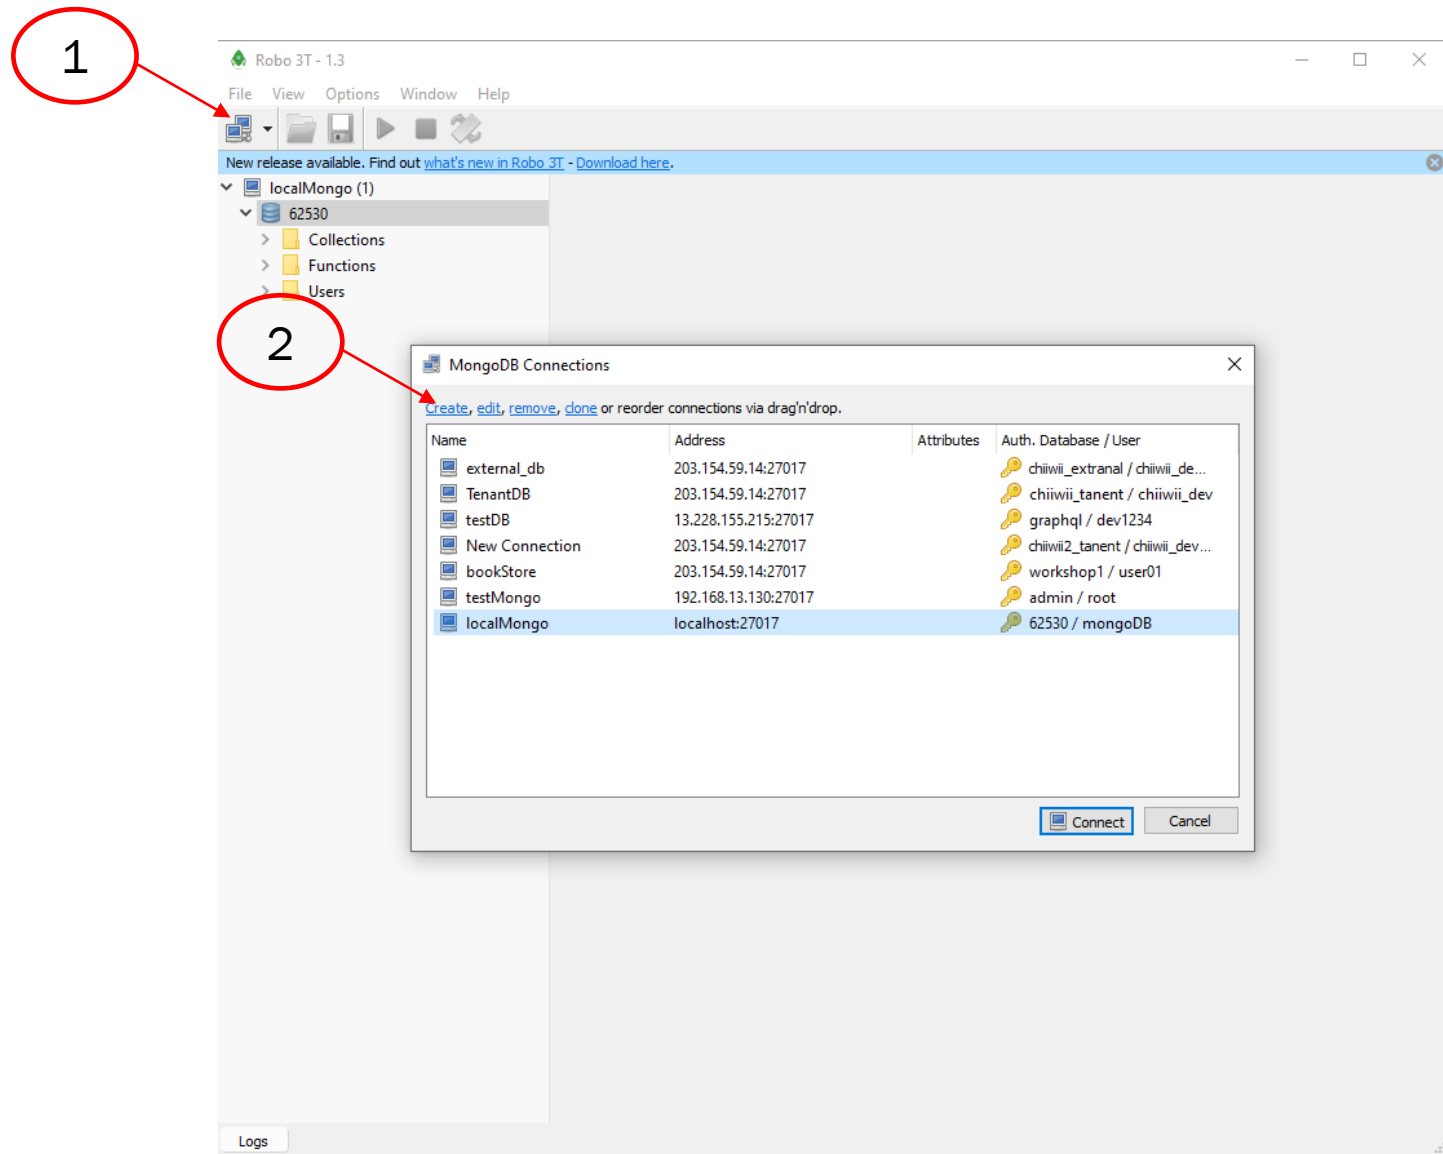 1
Robo 3T - 1.3
File View Options Window Help
New release available. Find out what's new in Robo 3T - Download here.
localMongo (1)
62530
Collections
Functions
Users
2
MongoDB Connections
Create, edit, remove, clone or reorder connections via drag'n'drop.
Name Address Attributes Auth. Database / User
external_db 203.154.59.14:27017 chiiwii_extranal / chiiwii_de...
TenantDB 203.154.59.14:27017 chiiwii_tanent / chiiwii_dev
testDB 13.228.155.215:27017 graphql / dev1234
New Connection 203.154.59.14:27017 chiiwii2_tanent / chiiwii_dev...
bookStore 203.154.59.14:27017 workshop1 / user01
testMongo 192.168.13.130:27017 admin / root
localMongo localhost:27017 62530 / mongoDB
Connect Cancel
Logs